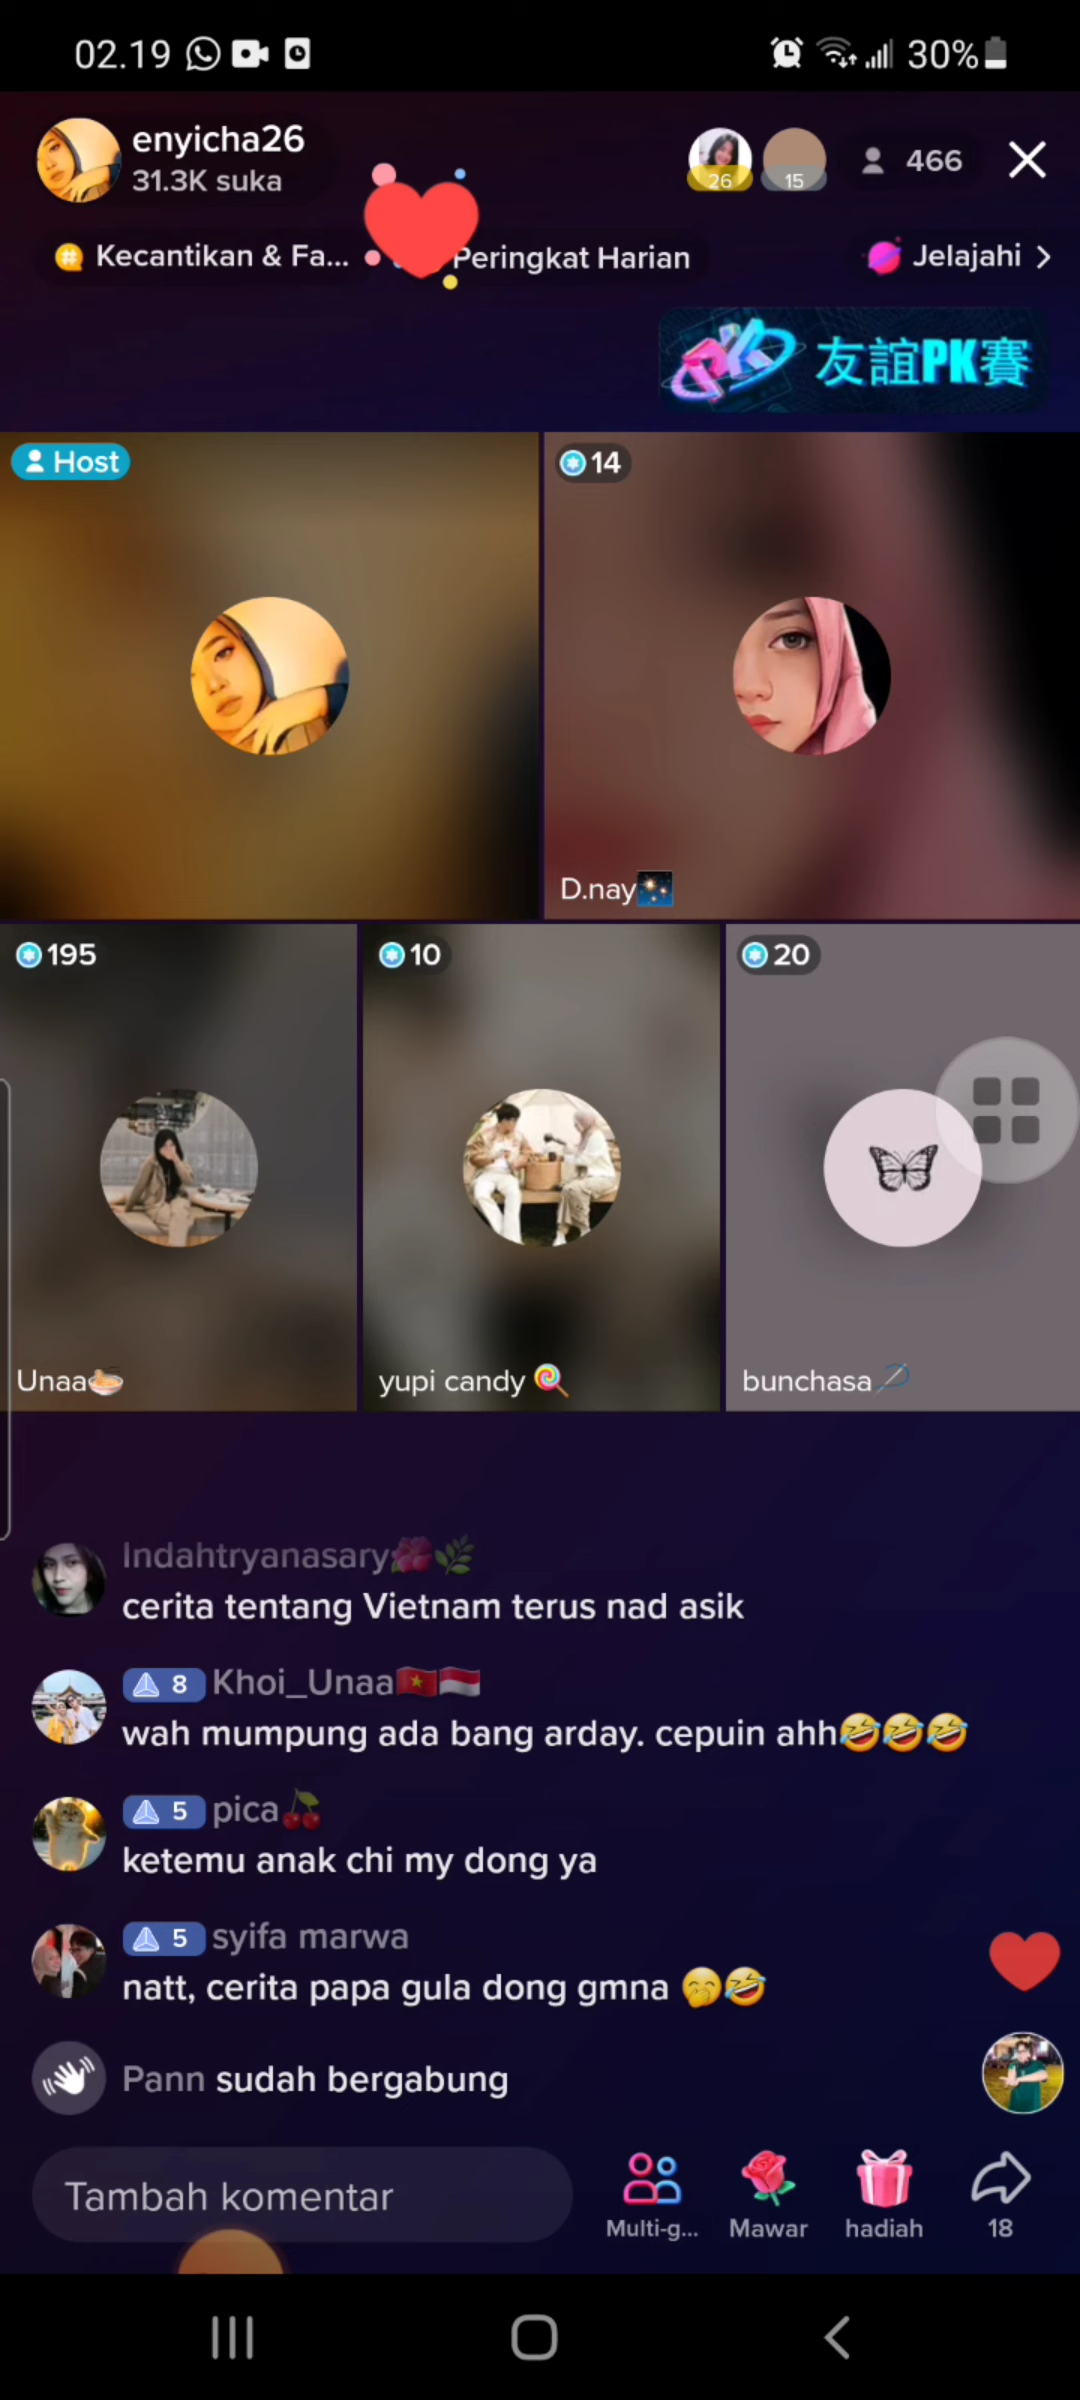 02.19
30%
enyicha26
31.3K suka
26
15
466
Kecantikan & Fa...
Peringkat Harian
Jelajahi
PK 友誼PK賽
Host
14
D.nay
195
10
20
Unaa
yupi candy
bunchasa
Indahtryanasary
cerita tentang Vietnam terus nad asik
8 Khoi_Unaa
wah mumpung ada bang arday. cepuin ahh🤣🤣🤣
5 pica🍒
ketemu anak chi my dong ya
5 syifa marwa
natt, cerita papa gula dong gmna 🤭🤣
Pann sudah bergabung
Tambah komentar
Multi-g...
Mawar
hadiah
18